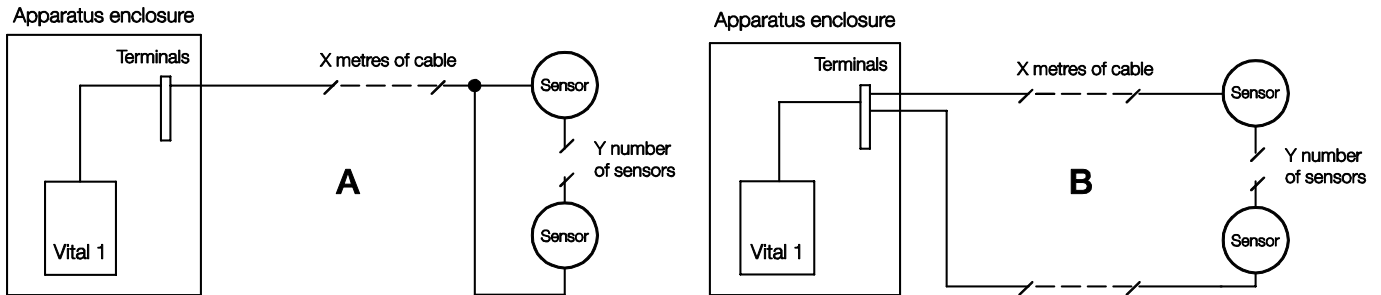 Apparatus enclosure
Terminals
X metres of cable
Sensor
Y number
of sensors
A
Vital 1
Sensor
Apparatus enclosure
Terminals
X metres of cable
Sensor
Y number
of sensors
B
Vital 1
Sensor